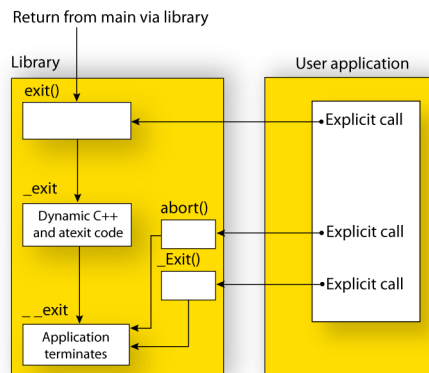 Return from main via library
Library
User application
exit()
Explicit call
_exit
Dynamic C++
and atexit code
abort()
Explicit call
_Exit()
Explicit call
_ _exit
Application
terminates